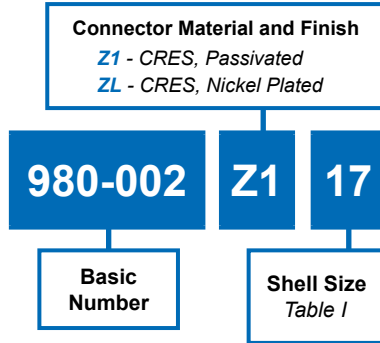 Connector Material and Finish
Z1 - CRES, Passivated
ZL - CRES, Nickel Plated
980-002 Z1 17
Basic
Number
Shell Size
Table I